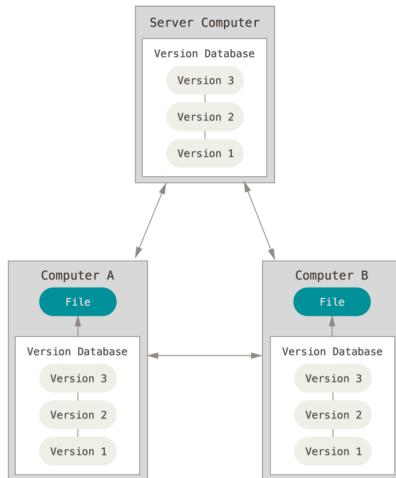 Server Computer
Version Database
Version 3
Version 2
Version 1
Computer A
File
Version Database
Version 3
Version 2
Version 1
Computer B
File
Version Database
Version 3
Version 2
Version 1